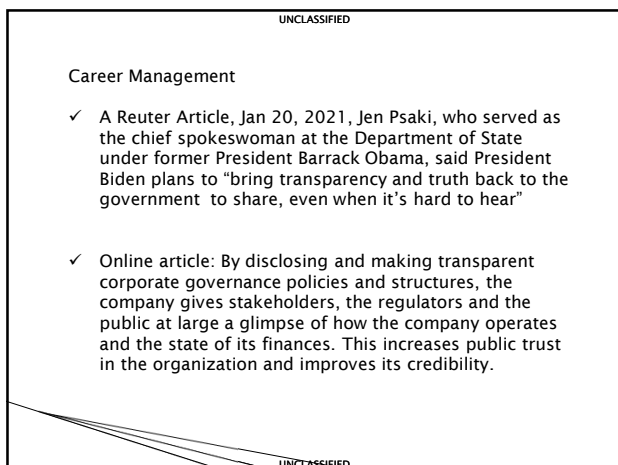 UNCLASSIFIED
Career Management
✓ A Reuter Article, Jan 20, 2021, Jen Psaki, who served as
the chief spokeswoman at the Department of State
under former President Barrack Obama, said President
Biden plans to “bring transparency and truth back to the
government  to share, even when it’s hard to hear”
✓ Online article: By disclosing and making transparent
corporate governance policies and structures, the
company gives stakeholders, the regulators and the
public at large a glimpse of how the company operates
and the state of its finances. This increases public trust
in the organization and improves its credibility.
UNCLASSIFIED